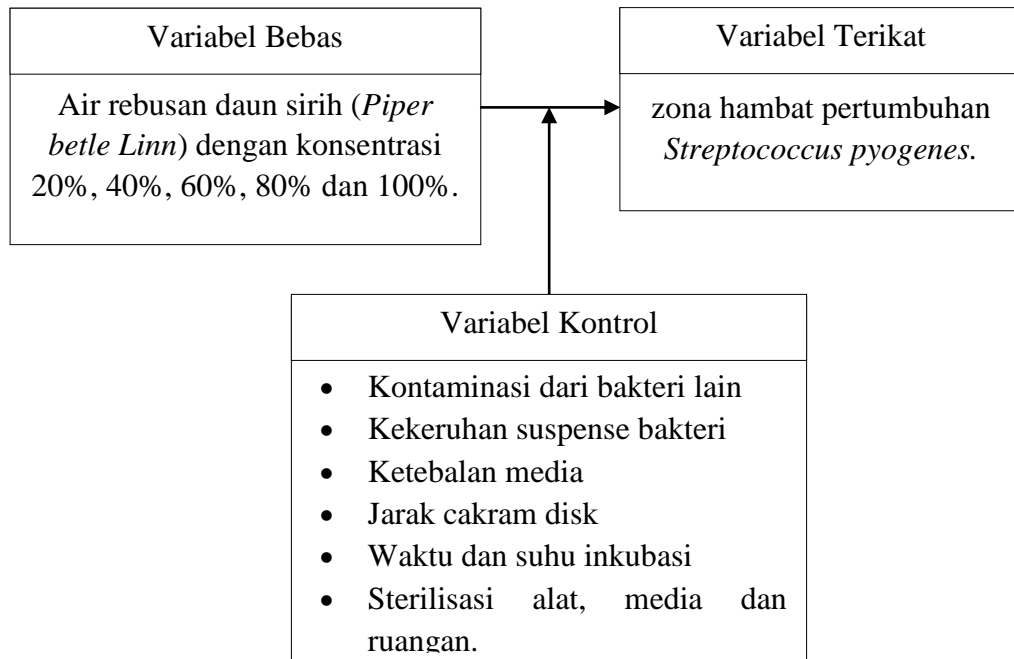 Variabel Bebas
Air rebusan daun sirih (Piper
betle Linn) dengan konsentrasi
20%, 40%, 60%, 80% dan 100%.
Variabel Terikat
zona hambat pertumbuhan
Streptococcus pyogenes.
Variabel Kontrol
• Kontaminasi dari bakteri lain
• Kekeruhan suspense bakteri
• Ketebalan media
• Jarak cakram disk
• Waktu dan suhu inkubasi
• Sterilisasi alat, media dan
ruangan.